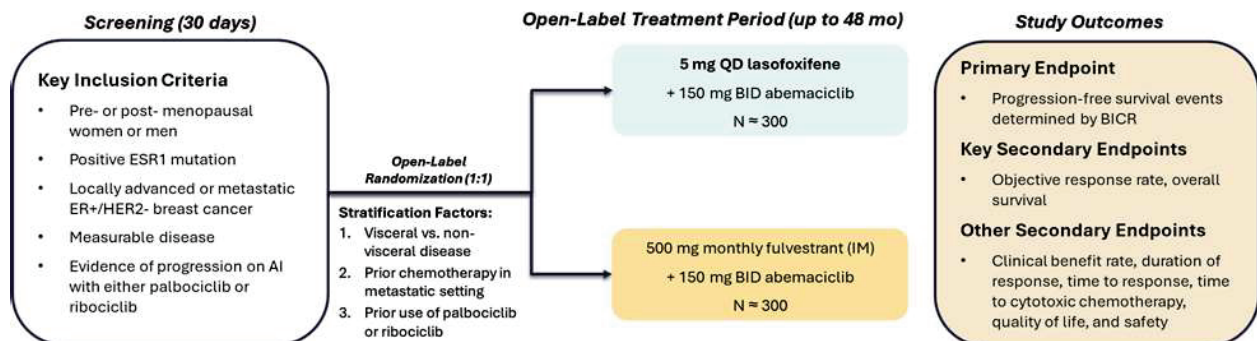 Screening (30 days)
Key Inclusion Criteria
• Pre- or post- menopausal
women or men
• Positive ESR1 mutation
• Locally advanced or metastatic
ER+/HER2- breast cancer
• Measurable disease
• Evidence of progression on AI
with either palbociclib or
ribociclib
Open-Label
Randomization (1:1)
Stratification Factors:
1. Visceral vs. non-
visceral disease
2. Prior chemotherapy in
metastatic setting
3. Prior use of palbociclib
or ribociclib
Open-Label Treatment Period (up to 48 mo)
5 mg QD lasofoxifene
+ 150 mg BID abemaciclib
N ≈ 300
500 mg monthly fulvestrant (IM)
+ 150 mg BID abemaciclib
N ≈ 300
Study Outcomes
Primary Endpoint
• Progression-free survival events
determined by BICR
Key Secondary Endpoints
• Objective response rate, overall
survival
Other Secondary Endpoints
• Clinical benefit rate, duration of
response, time to response, time
to cytotoxic chemotherapy,
quality of life, and safety